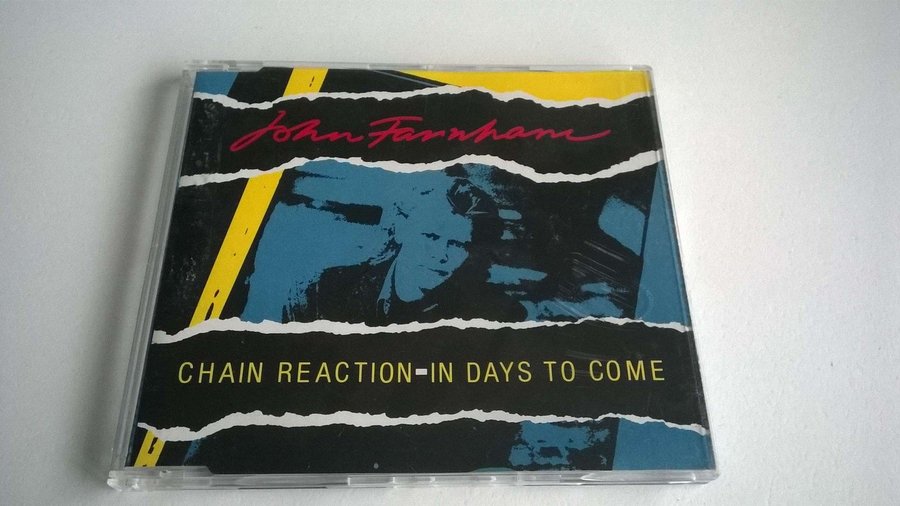 John Farnham
CHAIN REACTION-IN DAYS TO COME